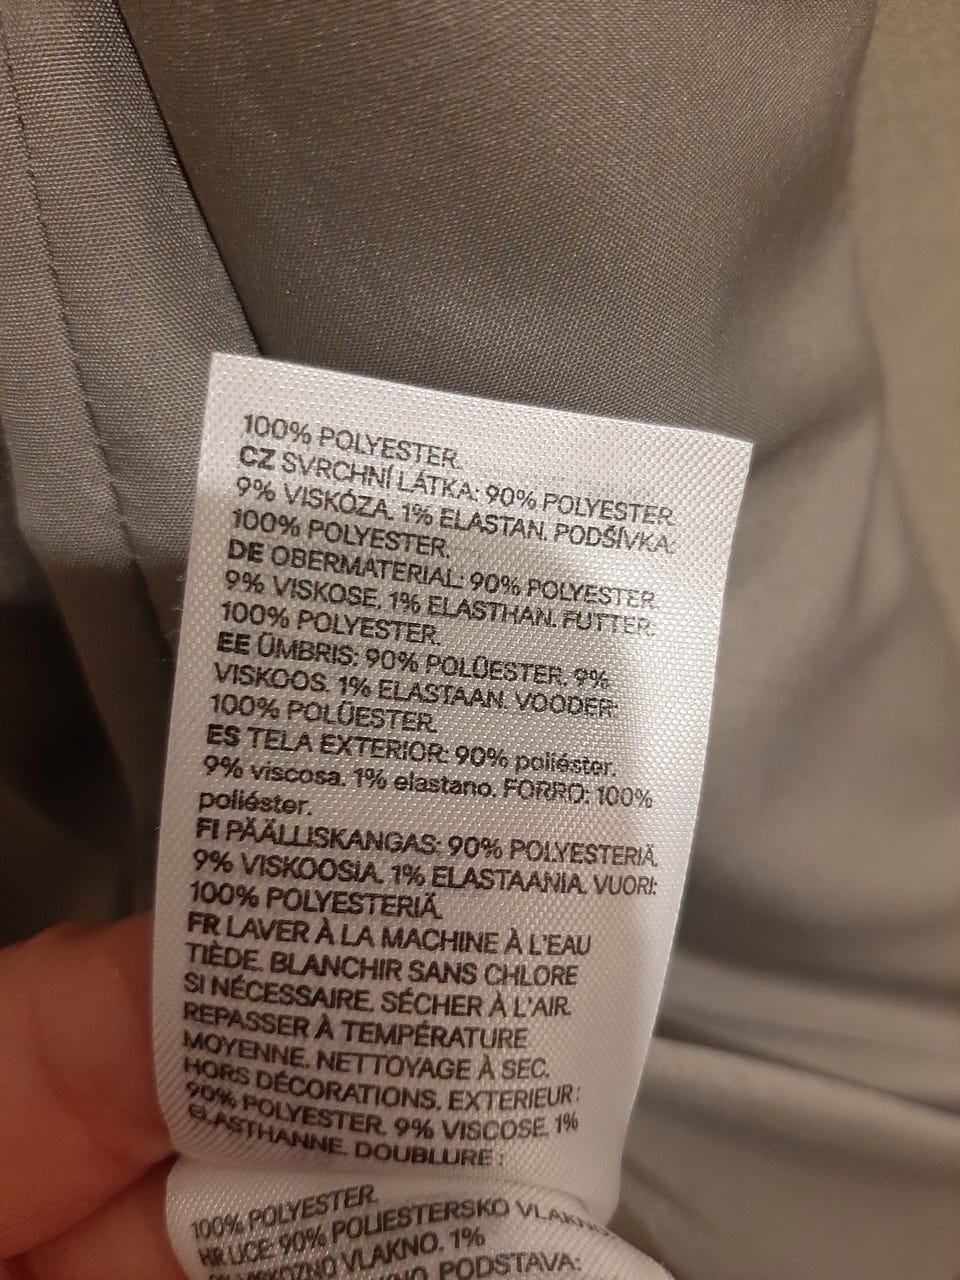 100% POLYESTER.
CZ SVRCHNÍ LÁTKA: 90% POLYESTER.
9% VISKÓZA. 1% ELASTAN. PODŠÍVKA:
100% POLYESTER.
DE OBERMATERIAL: 90% POLYESTER.
9% VISKOSE, 1% ELASTHAN. FUTTER:
100% POLYESTER.
EE ÜMBRIS: 90% POLÜESTER. 9%
VISKOOS. 1% ELASTAAN. VOODER:
100% POLÜESTER.
ES TELA EXTERIOR: 90% poliéster.
9% viscosa. 1% elastano. FORRO: 100%
poliéster.
FI PÄÄLLISKANGAS: 90% POLYESTERIÄ.
9% VISKOOSIA. 1% ELASTAANIA. VUORI:
100% POLYESTERIÄ.
FR LAVER À LA MACHINE À L'EAU
TIÈDE. BLANCHIR SANS CHLORE
SI NÉCESSAIRE. SÉCHER À L'AIR.
REPASSER À TEMPÉRATURE
MOYENNE. NETTOYAGE À SEC.
HORS DÉCORATIONS. EXTERIEUR:
90% POLYESTER. 9% VISCOSE. 1%
ELASTHANNE. DOUBLURE :
100% POLYESTER.
HR LICE: 90% POLIESTERSKO VLAKNO.
VLAKNO. 1%
PODSTAVA: